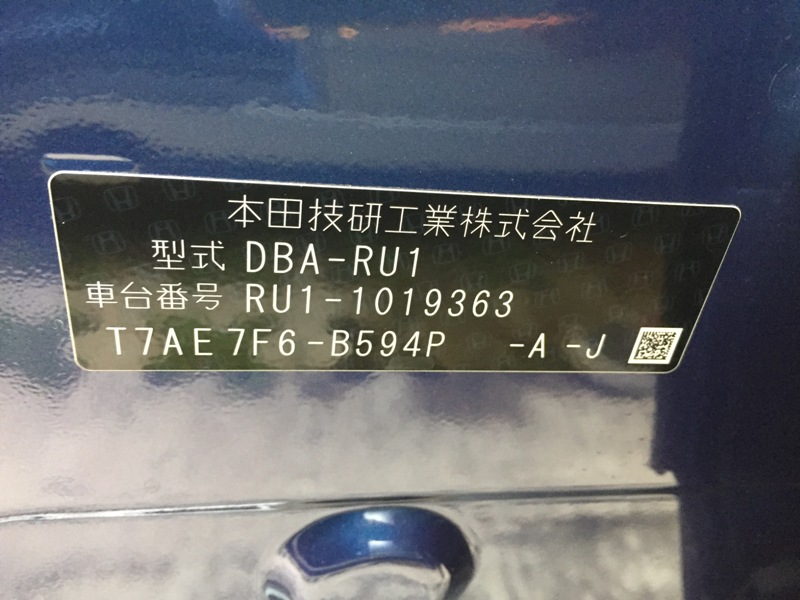 本田技研工業株式会社
型式 DBA-RU1
車台番号 RU1-1019363
T7AE7F6-B594P -A -J